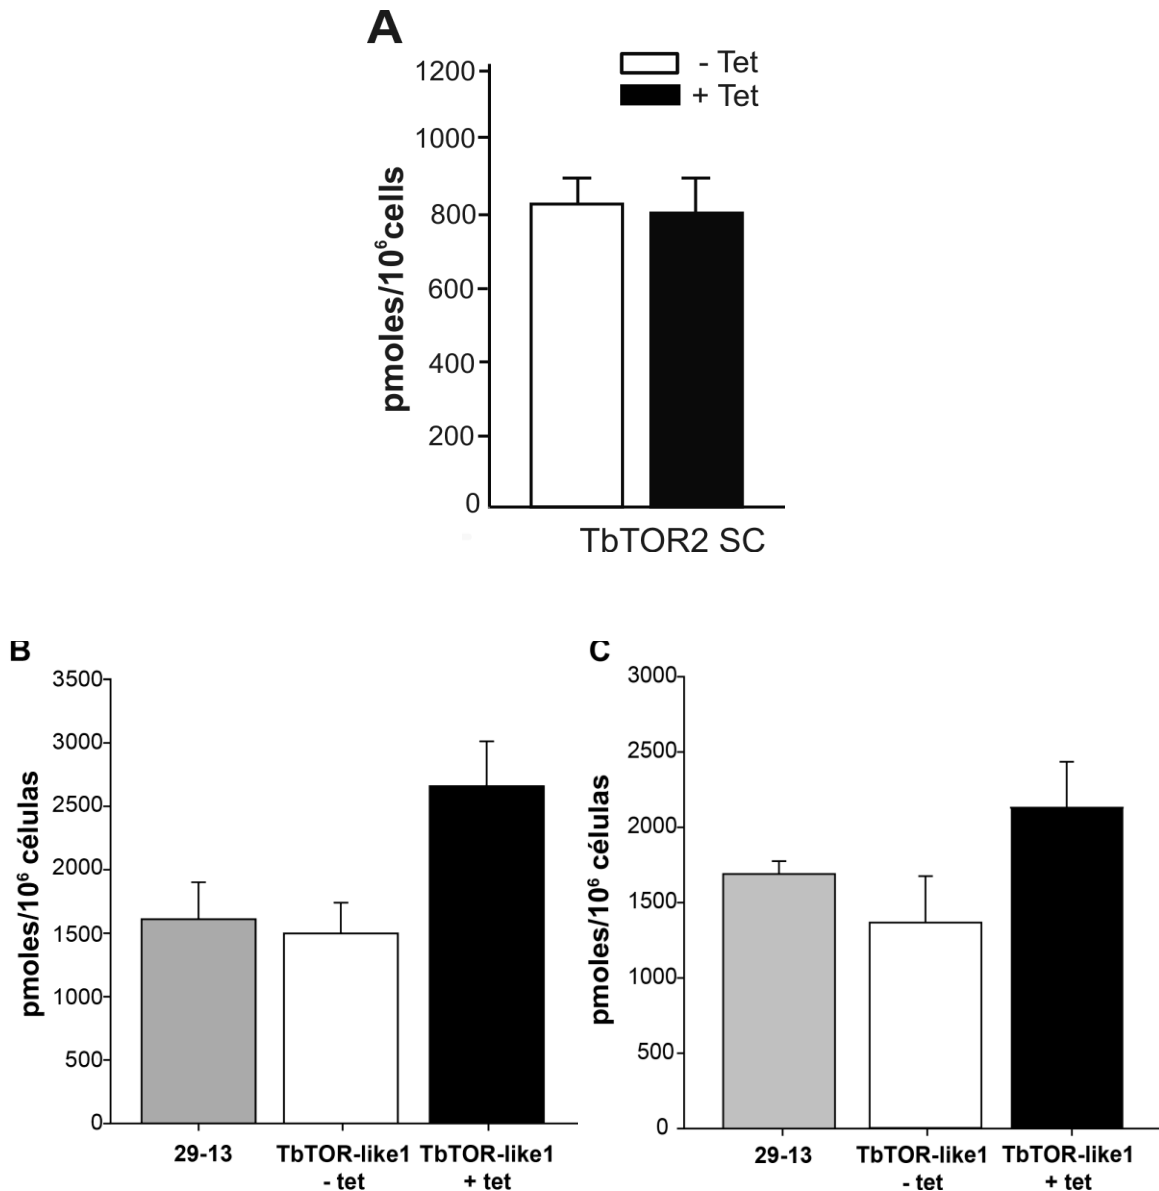 A
- Tet
+ Tet
1200
1000
800
600
400
200
0
pmoles/10⁶cells
TbTOR2 SC
B
3500
3000
2500
2000
1500
1000
500
0
pmoles/10⁶ células
29-13
TbTOR-like1
- tet
TbTOR-like1
+ tet
C
3000
2500
2000
1500
1000
500
0
pmoles/10⁶ células
29-13
TbTOR-like1
- tet
TbTOR-like1
+ tet